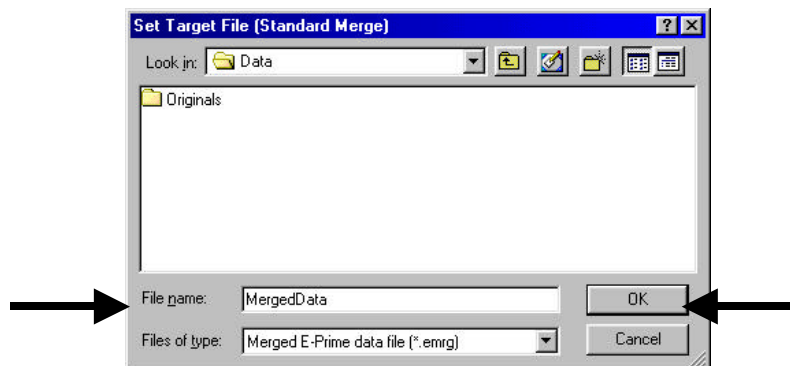 Set Target File (Standard Merge)
Look in: Data
Originals
File name: MergedData OK
Files of type: Merged E-Prime data file (*.emrg) Cancel